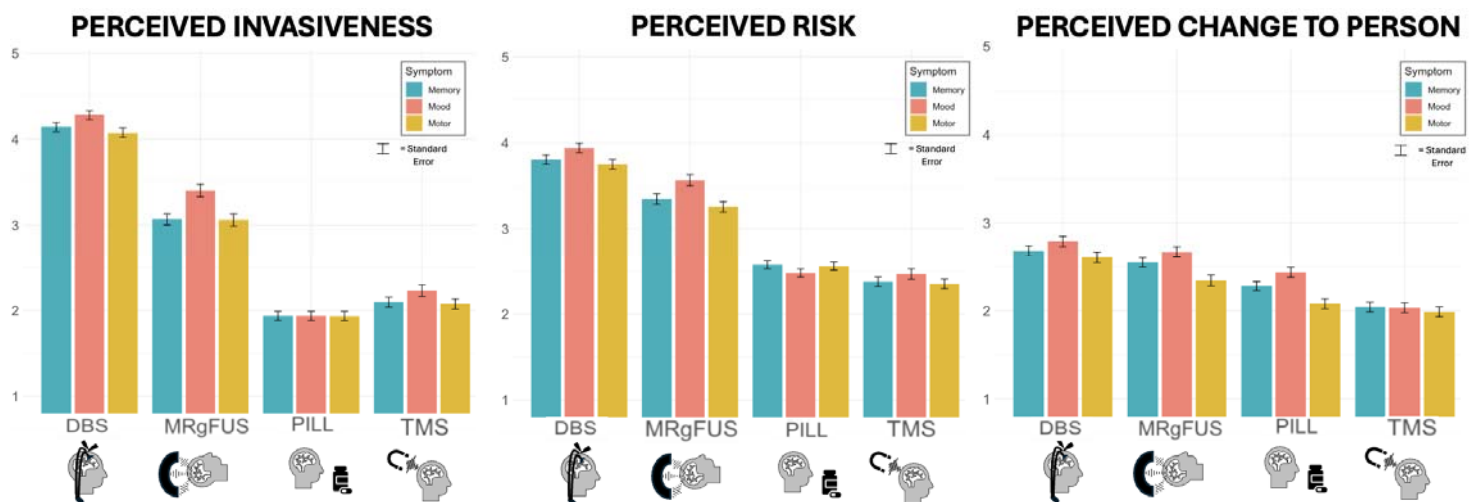 PERCEIVED INVASIVENESS
5
4
3
2
1
Symptom
Memory
Mood
Motor
= Standard
Error
DBS MRgFUS PILL TMS
PERCEIVED RISK
5
4
3
2
1
Symptom
Memory
Mood
Motor
= Standard
Error
DBS MRgFUS PILL TMS
PERCEIVED CHANGE TO PERSON
5
4
3
2
1
Symptom
Memory
Mood
Motor
= Standard
Error
DBS MRgFUS PILL TMS